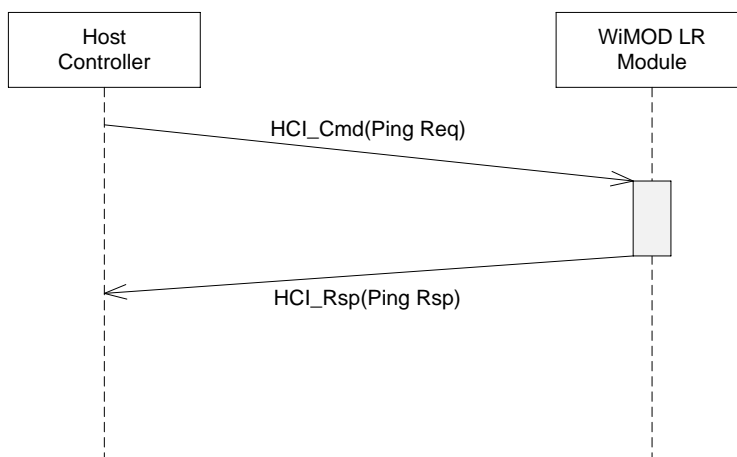 Host
Controller
WiMOD LR
Module
HCI_Cmd(Ping Req)
HCI_Rsp(Ping Rsp)